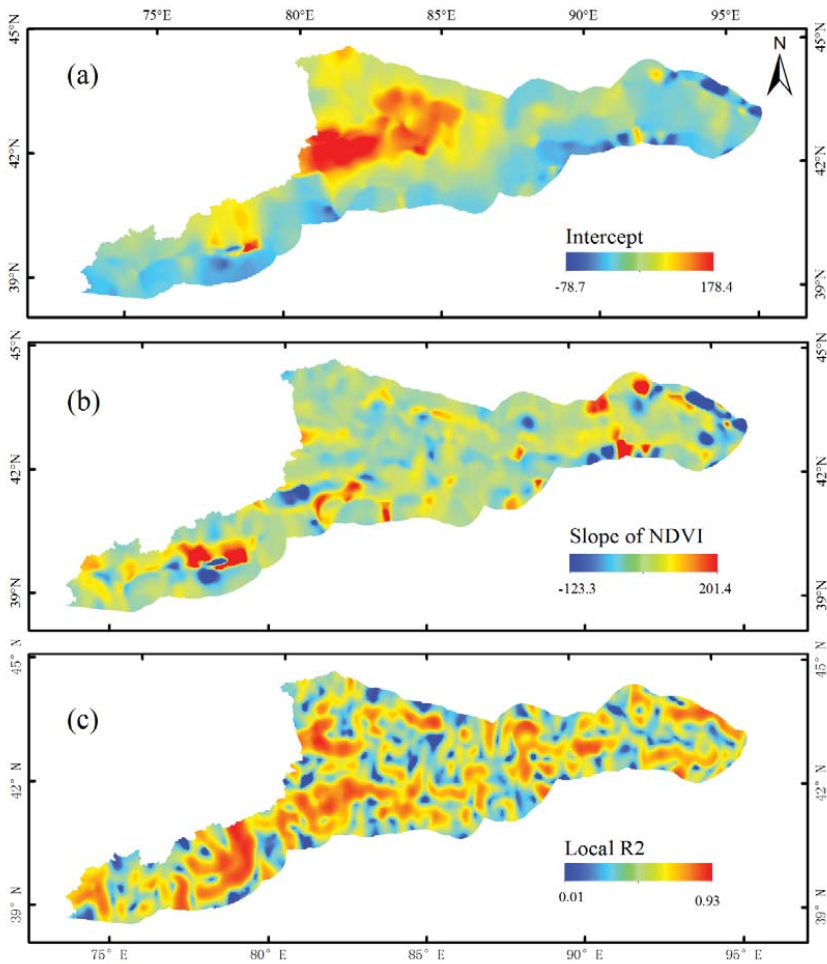 75°E 80°E 85°E 90°E 95°E
45°N 45°N
(a)
N
42°N 42°N
Intercept
39°N 39°N
-78.7 178.4
45°N 45°N
(b)
42°N 42°N
Slope of NDVI
39°N 39°N
-123.3 201.4
45° N 45° N
(c)
42° N 42° N
Local R2
39° N 39° N
0.01 0.93
75° E 80° E 85° E 90° E 95° E